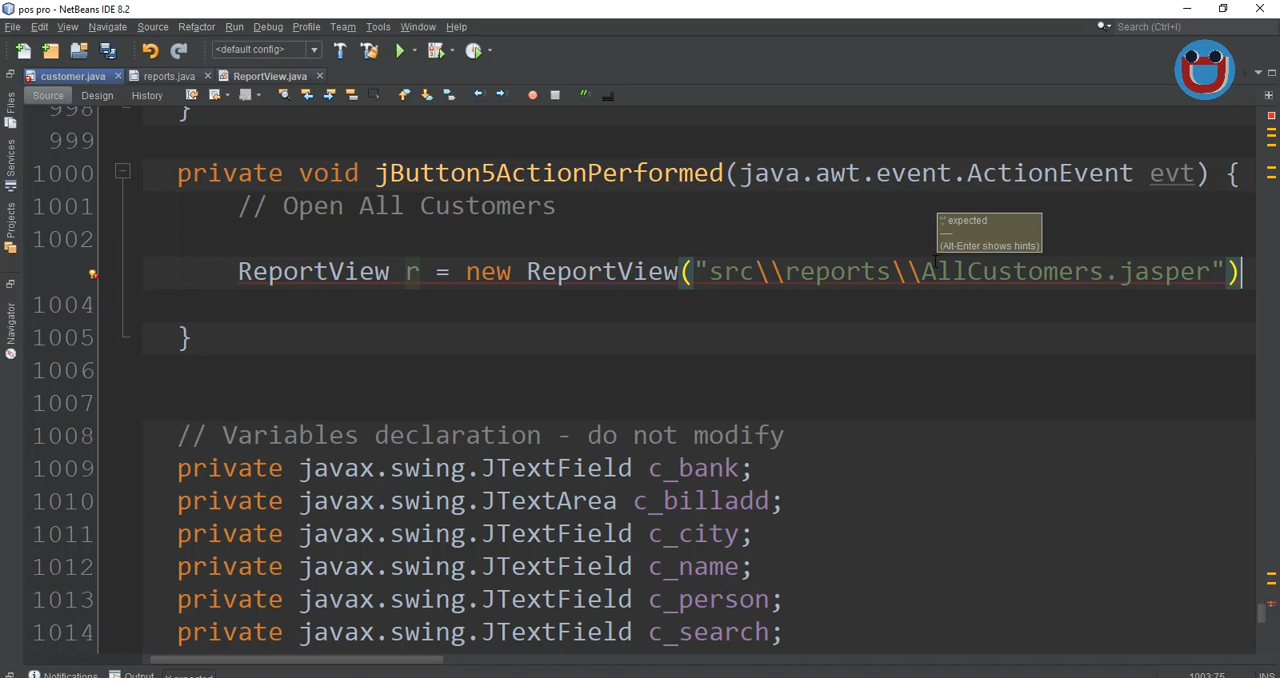 pos pro - NetBeans IDE 8.2
File Edit View Navigate Source Refactor Run Debug Profile Team Tools Window Help
Search (Ctrl+I)
<default config>
customer.java reports.java ReportView.java
Source Design History
Files
Services
Projects
Navigator
998 }
999
1000 private void jButton5ActionPerformed(java.awt.event.ActionEvent evt) {
1001 // Open All Customers
1002
';' expected
----
(Alt-Enter shows hints)
ReportView r = new ReportView("src\\reports\\AllCustomers.jasper")
1004
1005 }
1006
1007
1008 // Variables declaration - do not modify
1009 private javax.swing.JTextField c_bank;
1010 private javax.swing.JTextArea c_billadd;
1011 private javax.swing.JTextField c_city;
1012 private javax.swing.JTextField c_name;
1013 private javax.swing.JTextField c_person;
1014 private javax.swing.JTextField c_search;
Notifications Output ';' expected 1003:75 INS